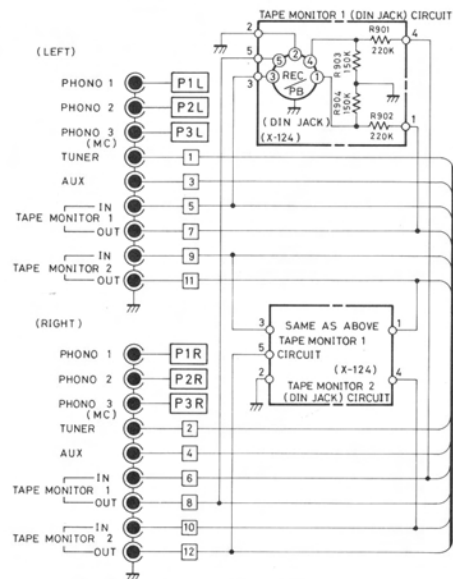 TAPE MONITOR 1 (DIN JACK) CIRCUIT
(LEFT)
PHONO 1 P1L
PHONO 2 P2L
PHONO 3 P3L
(MC)
TUNER 1
AUX 3
TAPE MONITOR 1
IN 5
OUT 7
TAPE MONITOR 2
IN 9
OUT 11
2
5
3
2
5
4
3
1
REC
PB
(DIN JACK)
(X-124)
R901
220K
R903
150K
R904
150K
R902
220K
4
1
(RIGHT)
PHONO 1 P1R
PHONO 2 P2R
PHONO 3 P3R
(MC)
TUNER 2
AUX 4
TAPE MONITOR 1
IN 6
OUT 8
TAPE MONITOR 2
IN 10
OUT 12
3
5
2
SAME AS ABOVE
TAPE MONITOR 1
CIRCUIT
(X-124)
TAPE MONITOR 2
(DIN JACK) CIRCUIT
1
4